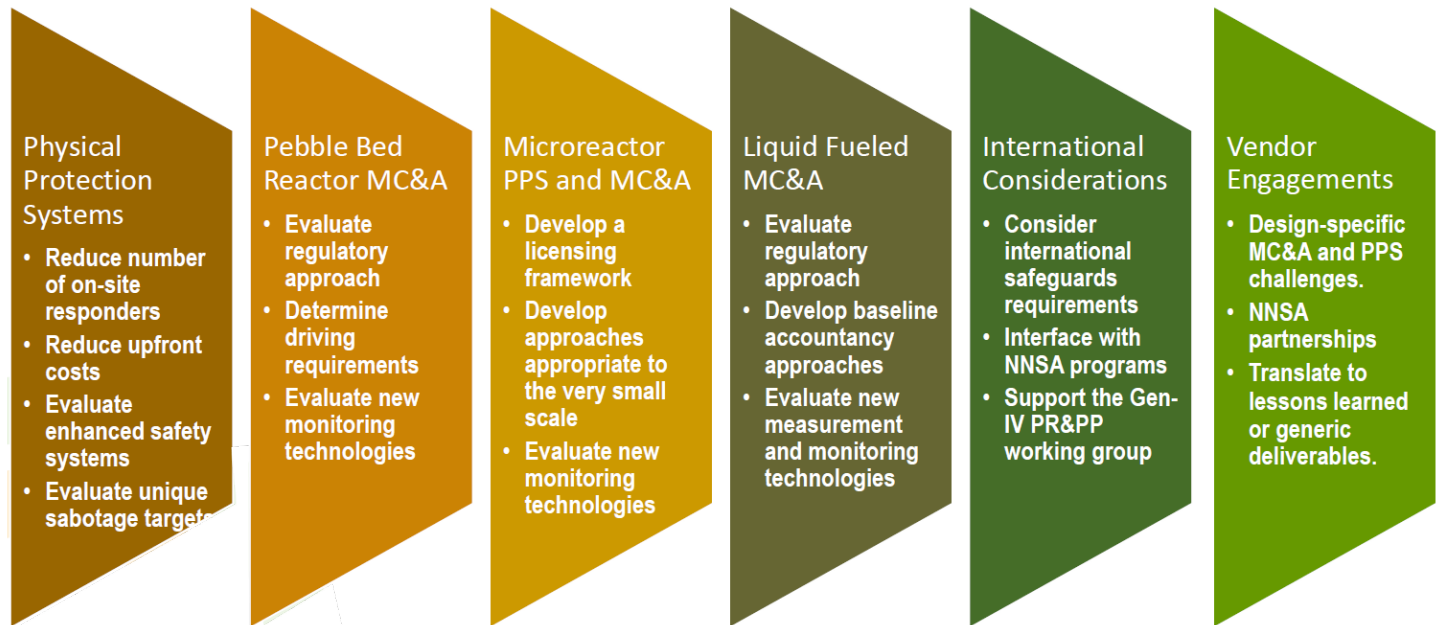 Physical
Protection
Systems
• Reduce number
of on-site
responders
• Reduce upfront
costs
• Evaluate
enhanced safety
systems
• Evaluate unique
sabotage targets
Pebble Bed
Reactor MC&A
• Evaluate
regulatory
approach
• Determine
driving
requirements
• Evaluate new
monitoring
technologies
Microreactor
PPS and MC&A
• Develop a
licensing
framework
• Develop
approaches
appropriate to
the very small
scale
• Evaluate new
monitoring
technologies
Liquid Fueled
MC&A
• Evaluate
regulatory
approach
• Develop baseline
accountancy
approaches
• Evaluate new
measurement
and monitoring
technologies
International
Considerations
• Consider
international
safeguards
requirements
• Interface with
NNSA programs
• Support the Gen-
IV PR&PP
working group
Vendor
Engagements
• Design-specific
MC&A and PPS
challenges.
• NNSA
partnerships
• Translate to
lessons learned
or generic
deliverables.